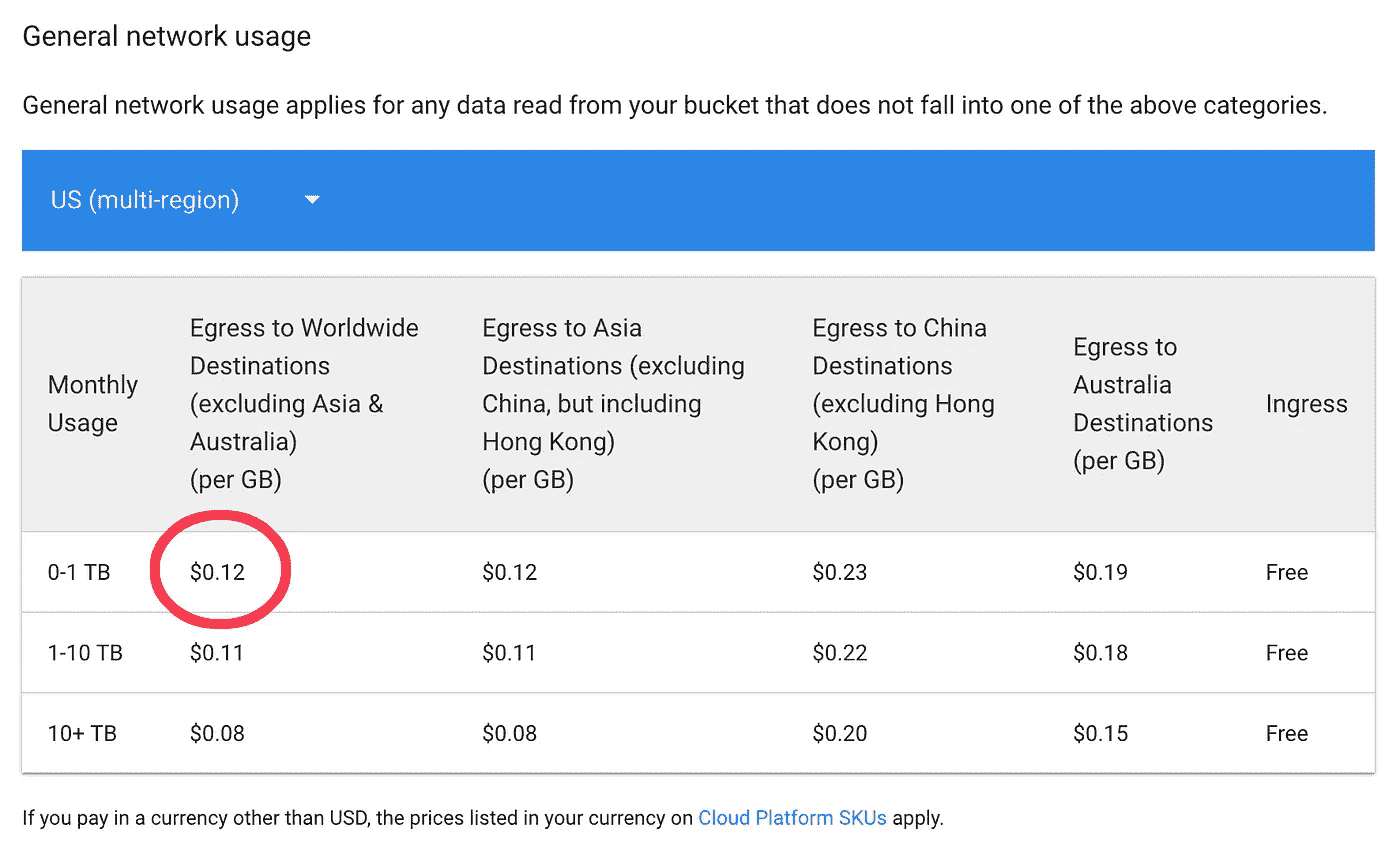 General network usage
General network usage applies for any data read from your bucket that does not fall into one of the above categories.
US (multi-region)
Monthly
Usage
Egress to Worldwide
Destinations
(excluding Asia &
Australia)
(per GB)
Egress to Asia
Destinations (excluding
China, but including
Hong Kong)
(per GB)
Egress to China
Destinations
(excluding Hong
Kong)
(per GB)
Egress to
Australia
Destinations
(per GB)
Ingress
0-1 TB $0.12 $0.12 $0.23 $0.19 Free
1-10 TB $0.11 $0.11 $0.22 $0.18 Free
10+ TB $0.08 $0.08 $0.20 $0.15 Free
If you pay in a currency other than USD, the prices listed in your currency on Cloud Platform SKUs apply.